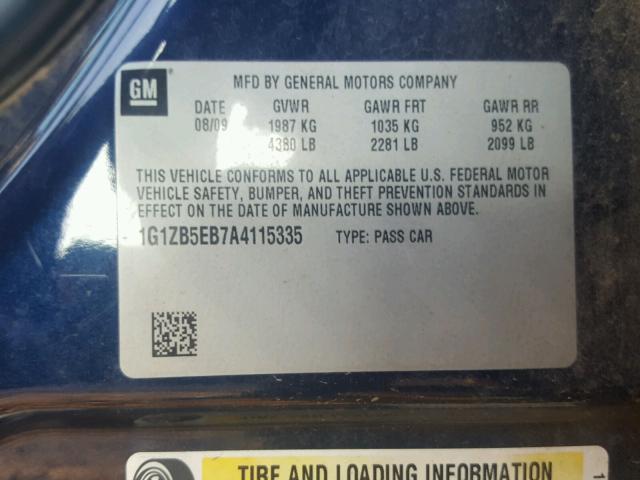 GM
MFD BY GENERAL MOTORS COMPANY
DATE GVWR GAWR FRT GAWR RR
08/09 1987 KG 1035 KG 952 KG
4380 LB 2281 LB 2099 LB
THIS VEHICLE CONFORMS TO ALL APPLICABLE U.S. FEDERAL MOTOR
VEHICLE SAFETY, BUMPER, AND THEFT PREVENTION STANDARDS IN
EFFECT ON THE DATE OF MANUFACTURE SHOWN ABOVE.
1G1ZB5EB7A4115335 TYPE: PASS CAR
TIRE AND LOADING INFORMATION